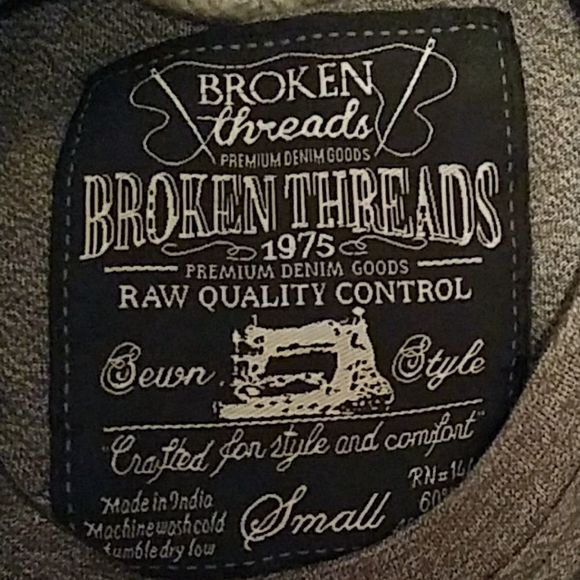 BROKEN
threads
PREMIUM DENIM GOODS
BROKEN THREADS
1975
PREMIUM DENIM GOODS
RAW QUALITY CONTROL
Sewn Style
"Crafted for style and comfort"
Made in India
Machine wash cold
tumble dry low
Small